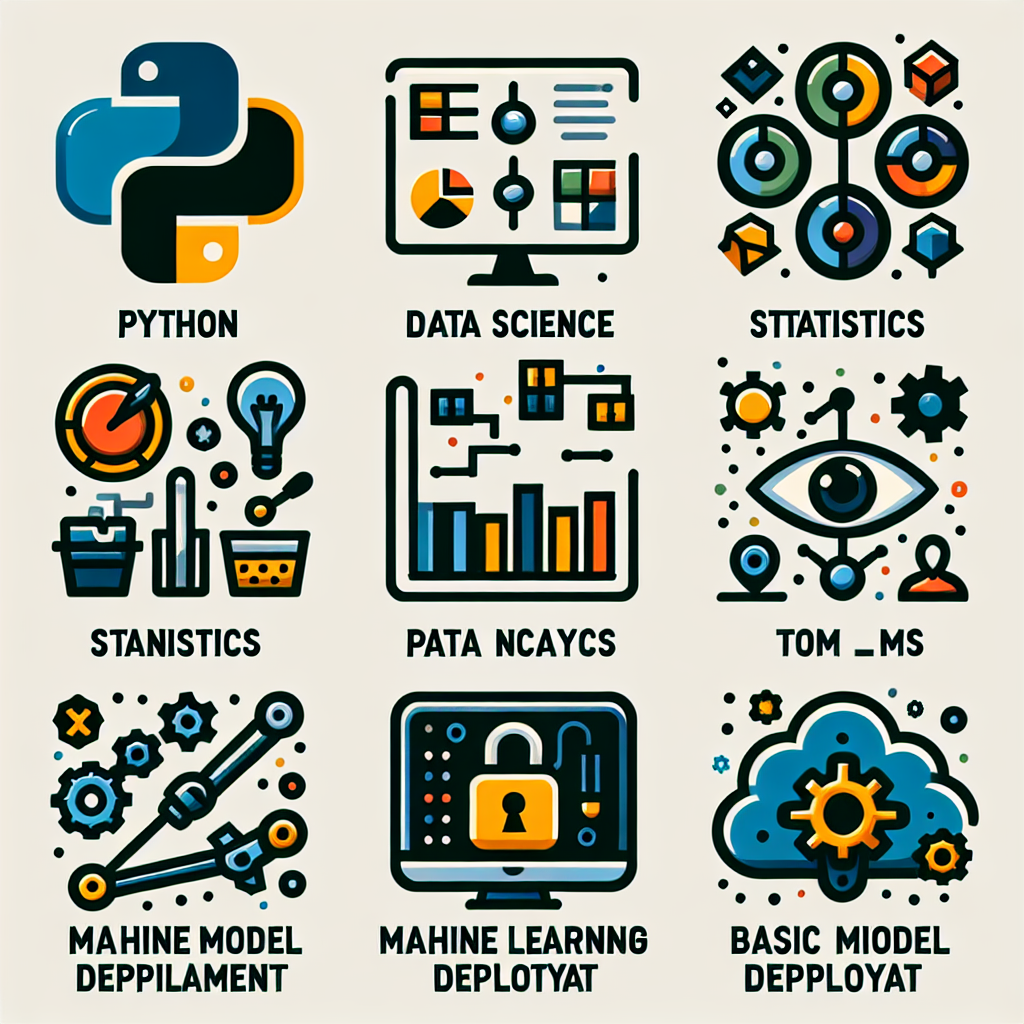 PYTHON
DATA SCIENCE
STTATISTICS
STANISTICS
PATA NCAYCS
TOM _MS
MAHINE MODEL
DEPPILAMENT
MAHINE LEARNNG
DEPLOTYAT
BASIC MIODEL
DEPPLOYAT